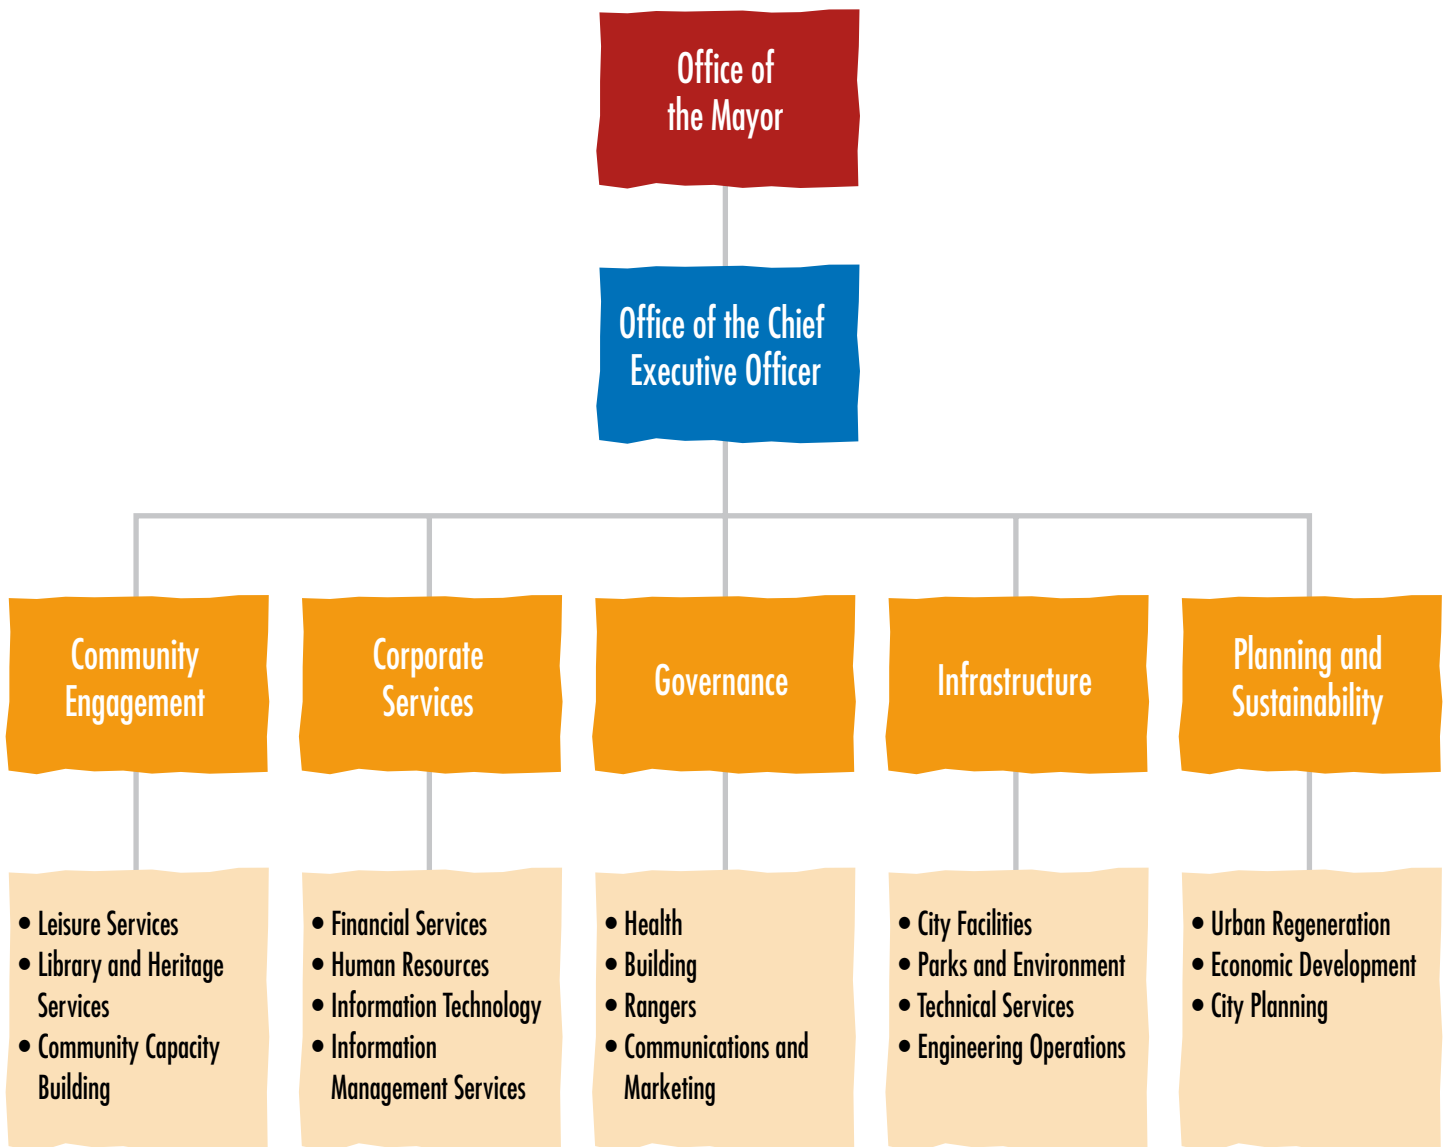 Office of
the Mayor
Office of the Chief
Executive Officer
Community
Engagement
Corporate
Services
Governance
Infrastructure
Planning and
Sustainability
• Leisure Services
• Library and Heritage
Services
• Community Capacity
Building
• Financial Services
• Human Resources
• Information Technology
• Information
Management Services
• Health
• Building
• Rangers
• Communications and
Marketing
• City Facilities
• Parks and Environment
• Technical Services
• Engineering Operations
• Urban Regeneration
• Economic Development
• City Planning